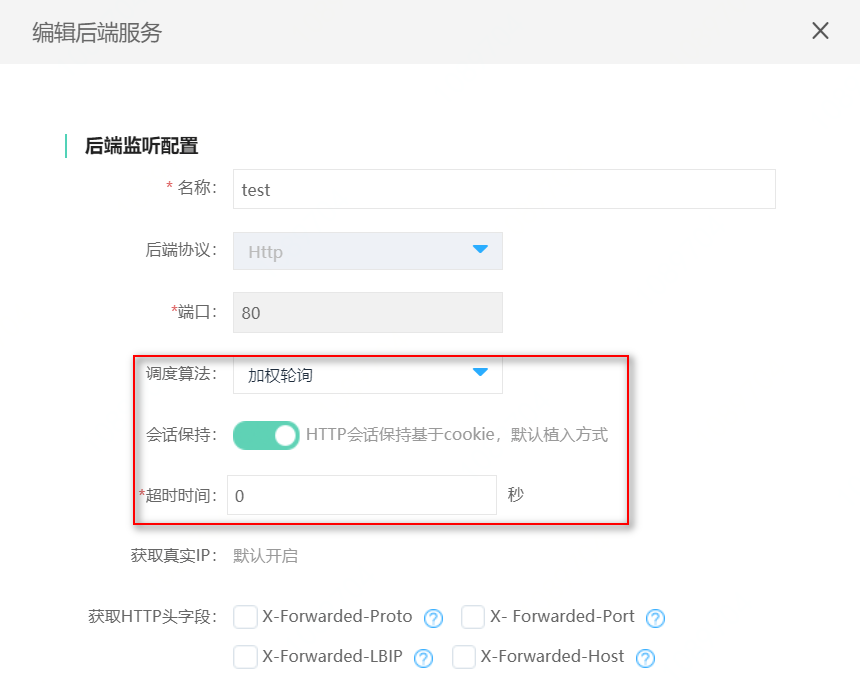 编辑后端服务
后端监听配置
* 名称： test
后端协议： Http
*端口： 80
调度算法： 加权轮询
会话保持： HTTP会话保持基于cookie，默认植入方式
*超时时间： 0 秒
获取真实IP： 默认开启
获取HTTP头字段： X-Forwarded-Proto ? X- Forwarded-Port ?
X-Forwarded-LBIP ? X-Forwarded-Host ?